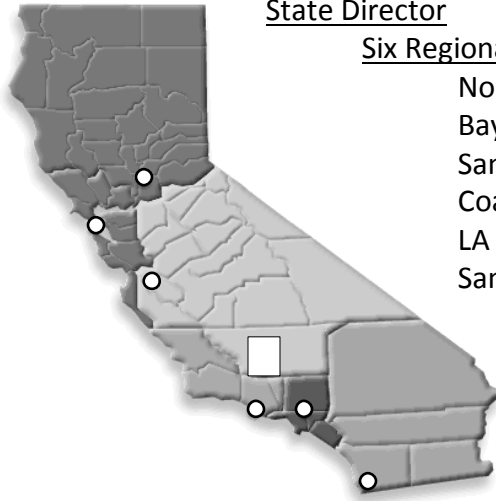 State Director
Six Regiona
No
Bay
San
Coa
LA
San